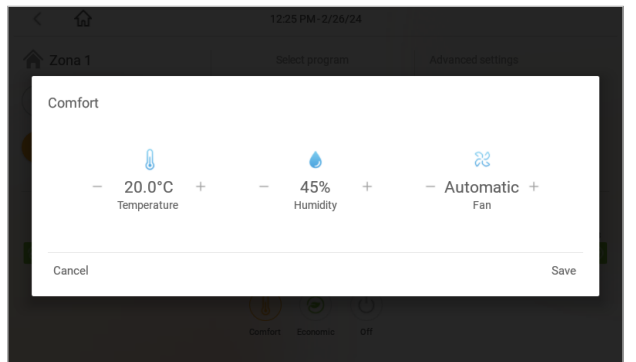 12:25 PM - 2/26/24
Zona 1
Select program
Advanced settings
Comfort
20.0°C
Temperature
45%
Humidity
Automatic
Fan
Cancel
Save
Comfort
Economic
Off